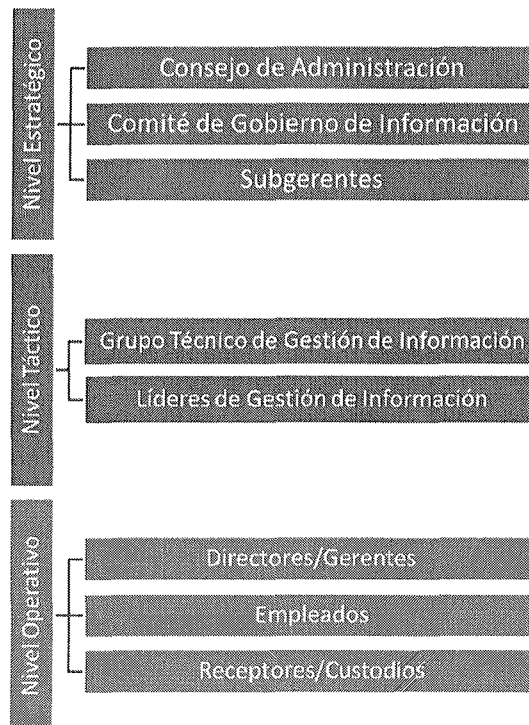 Nivel Estratégico
Consejo de Administración
Comité de Gobierno de Información
Subgerentes
Nivel Táctico
Grupo Técnico de Gestión de Información
Líderes de Gestión de Información
Nivel Operativo
Directores/Gerentes
Empleados
Receptores/Custodios